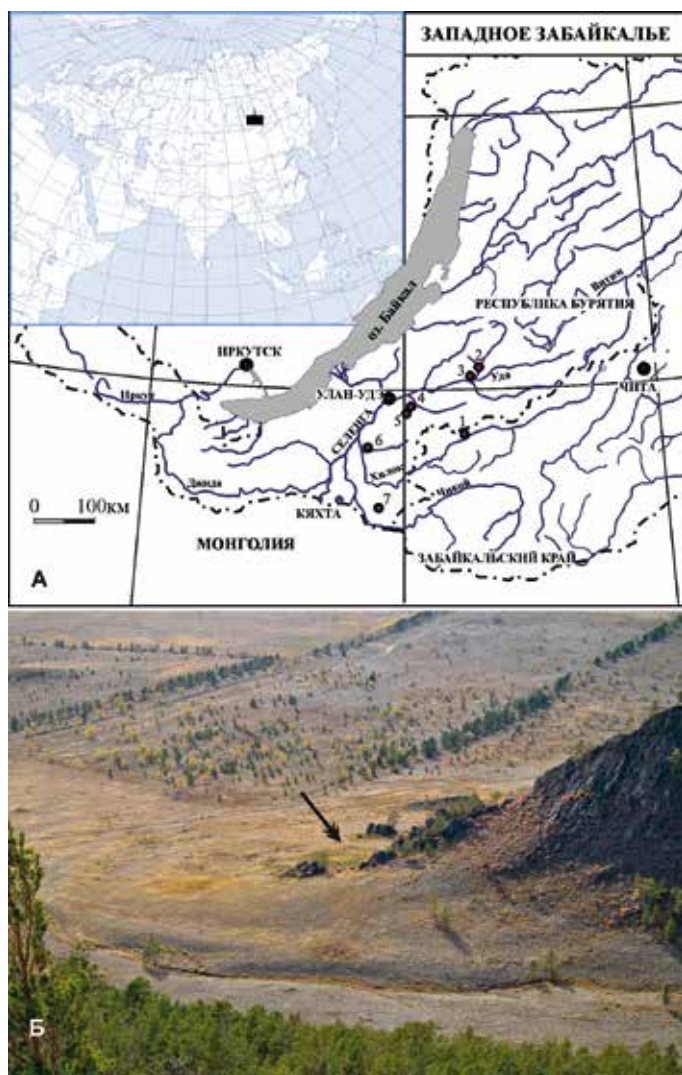 ЗАПАДНОЕ ЗАБАЙКАЛЬЕ
оз. Байкал
Витим
РЕСПУБЛИКА БУРЯТИЯ
ИРКУТСК
Иркут
2
3
Уда
ЧИТА
УЛАН-УДЭ
4
5
1
СЕЛЕНГА
6
Хилок
Джида
Чикой
0 100км
КЯХТА
7
МОНГОЛИЯ
ЗАБАЙКАЛЬСКИЙ КРАЙ
А
Б